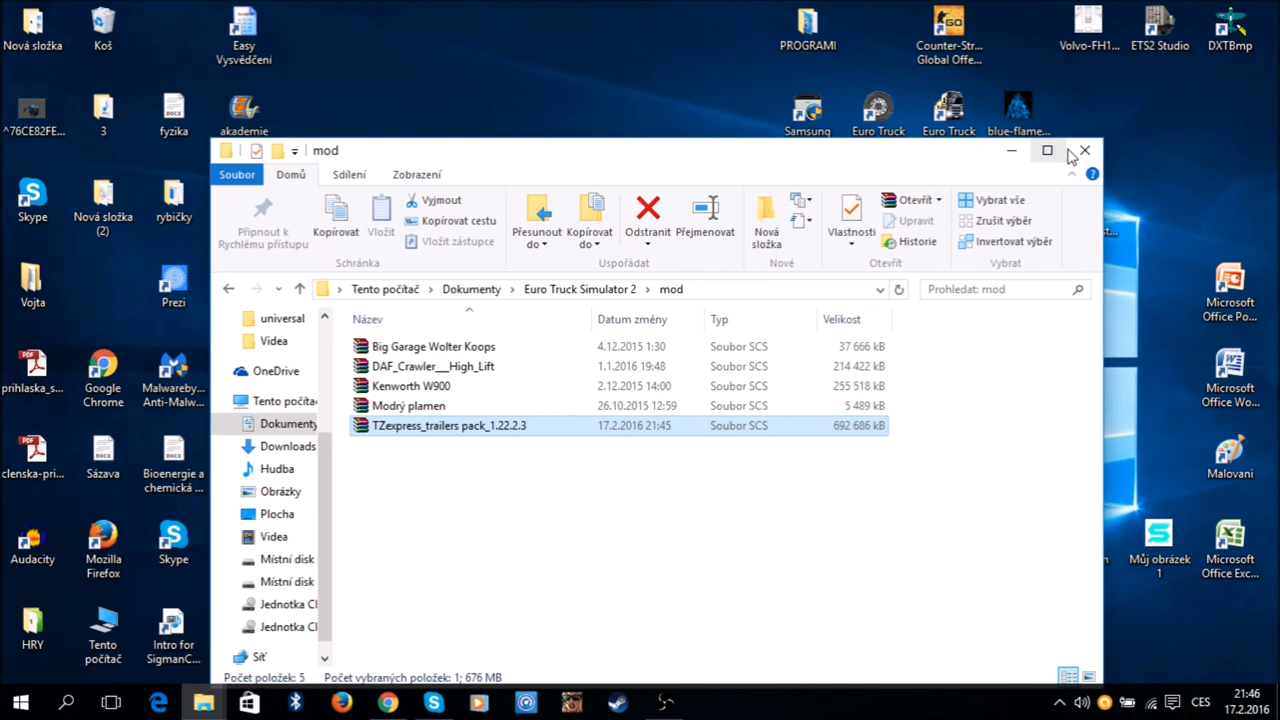 Nová složka
Koš
Easy
Vysvědčení
PROGRAMI
Counter-Str...
Global Offe...
Volvo-FH1...
ETS2 Studio
DXTBmp
^76CE82FE...
3
fyzika
akademie
Samsung
Euro Truck
Euro Truck
blue-flame...
mod
Soubor
Domů
Sdílení
Zobrazení
Připnout k
Rychlému přístupu
Kopírovat
Vložit
Vyjmout
Kopírovat cestu
Vložit zástupce
Schránka
Přesunout
do
Kopírovat
do
Odstranit
Přejmenovat
Uspořádat
Nová
složka
Nové
Vlastnosti
Otevřít
Upravit
Historie
Otevřít
Vybrat vše
Zrušit výběr
Invertovat výběr
Vybrat
Tento počítač
Dokumenty
Euro Truck Simulator 2
mod
Prohledat: mod
Název
Datum změny
Typ
Velikost
Big Garage Wolter Koops 4.12.2015 1:30 Soubor SCS 37 666 kB
DAF_Crawler___High_Lift 1.1.2016 19:48 Soubor SCS 214 422 kB
Kenworth W900 2.12.2015 14:00 Soubor SCS 255 518 kB
Modrý plamen 26.10.2015 12:59 Soubor SCS 5 489 kB
TZexpress_trailers pack_1.22.2.3 17.2.2016 21:45 Soubor SCS 692 686 kB
universal
Videa
OneDrive
Tento počíta
Dokumenty
Downloads
Hudba
Obrázky
Plocha
Videa
Místní disk
Místní disk
Jednotka
Jednotka
Síť
Počet položek: 5
Počet vybraných položek: 1; 676 MB
Skype
Nová složka
(2)
rybičky
Vojta
Prezi
prihlaska_s...
Google
Chrome
Malwareby...
Anti-Malw...
clenska-pri...
Sázava
Bioenergie a
chemická ...
Audacity
Mozilla
Firefox
Skype
HRY
Tento
počítač
Intro for
SigmanC...
Microsoft
Office Po...
Microsoft
Office Wo...
Malovani
Můj obrázek
1
Microsoft
Office Exc...
CES
21:46
17.2.2016